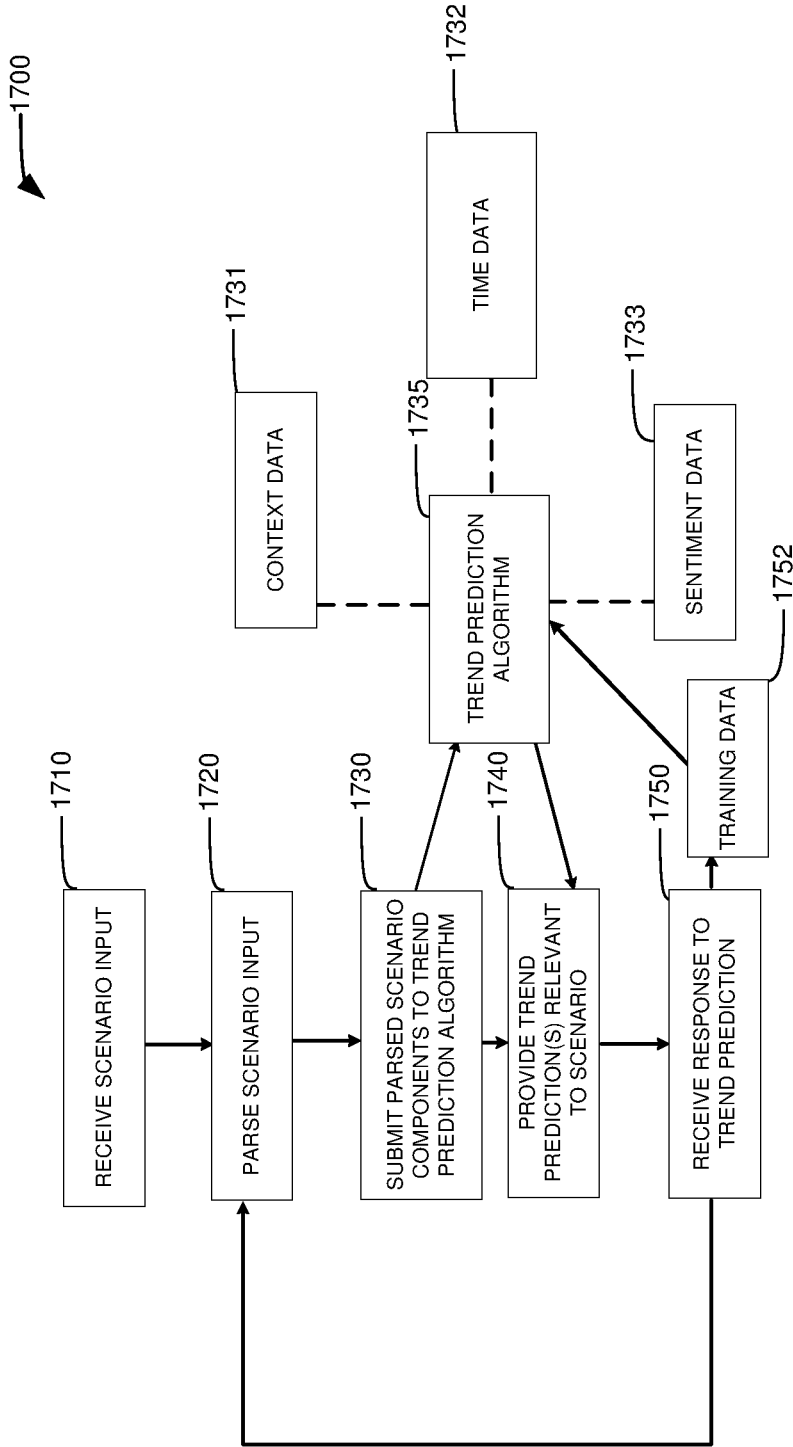 1700
1710
RECEIVE SCENARIO INPUT
1720
PARSE SCENARIO INPUT
1730
SUBMIT PARSED SCENARIO
COMPONENTS TO TREND
PREDICTION ALGORITHM
1740
PROVIDE TREND
PREDICTION(S) RELEVANT
TO SCENARIO
1750
RECEIVE RESPONSE TO
TREND PREDICTION
1731
CONTEXT DATA
1735
TREND PREDICTION
ALGORITHM
1732
TIME DATA
1733
SENTIMENT DATA
1752
TRAINING DATA